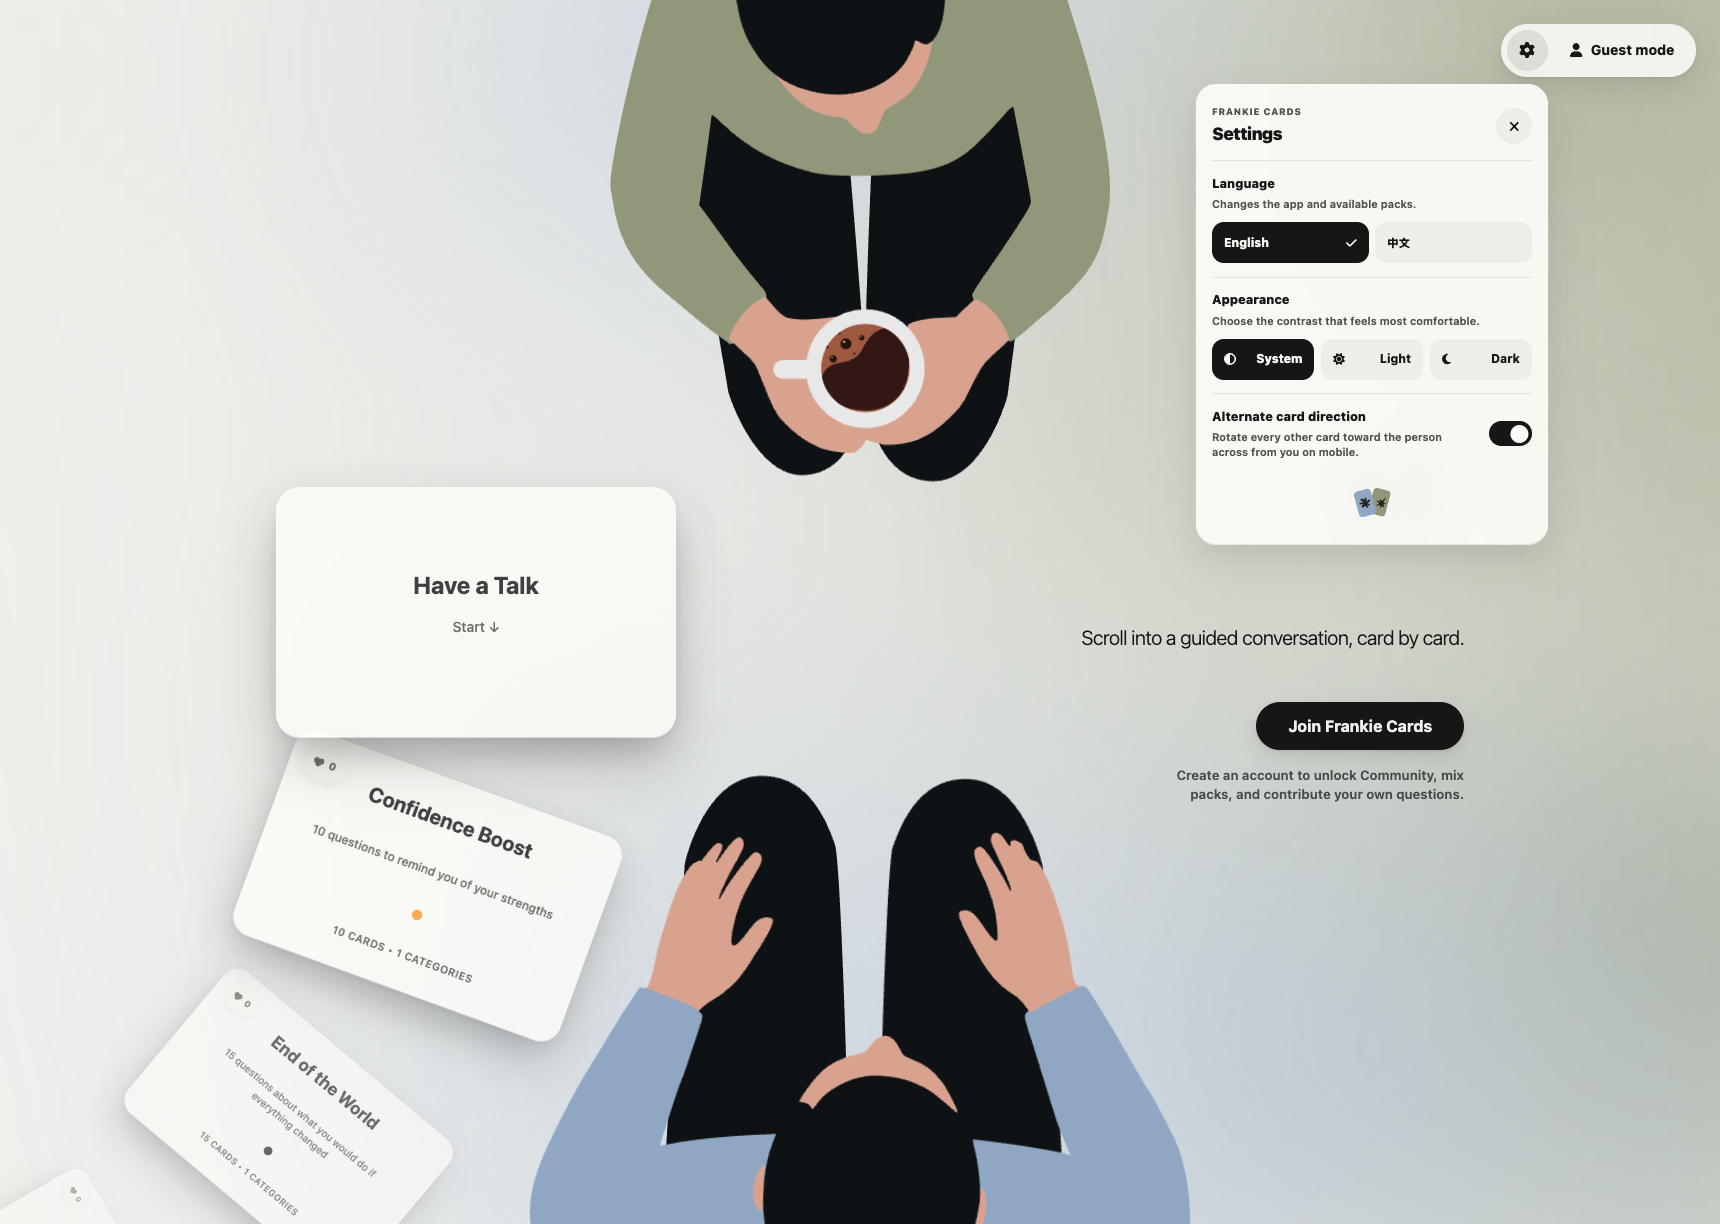 Guest mode
FRANKIE CARDS
Settings
Language
Changes the app and available packs.
English
中文
Appearance
Choose the contrast that feels most comfortable.
System
Light
Dark
Alternate card direction
Rotate every other card toward the person
across from you on mobile.
Have a Talk
Start ↓
Scroll into a guided conversation, card by card.
Join Frankie Cards
Create an account to unlock Community, mix
packs, and contribute your own questions.
0
Confidence Boost
10 questions to remind you of your strengths
10 CARDS • 1 CATEGORIES
0
End of the World
15 questions about what you would do if
everything changed
15 CARDS • 1 CATEGORIES
0